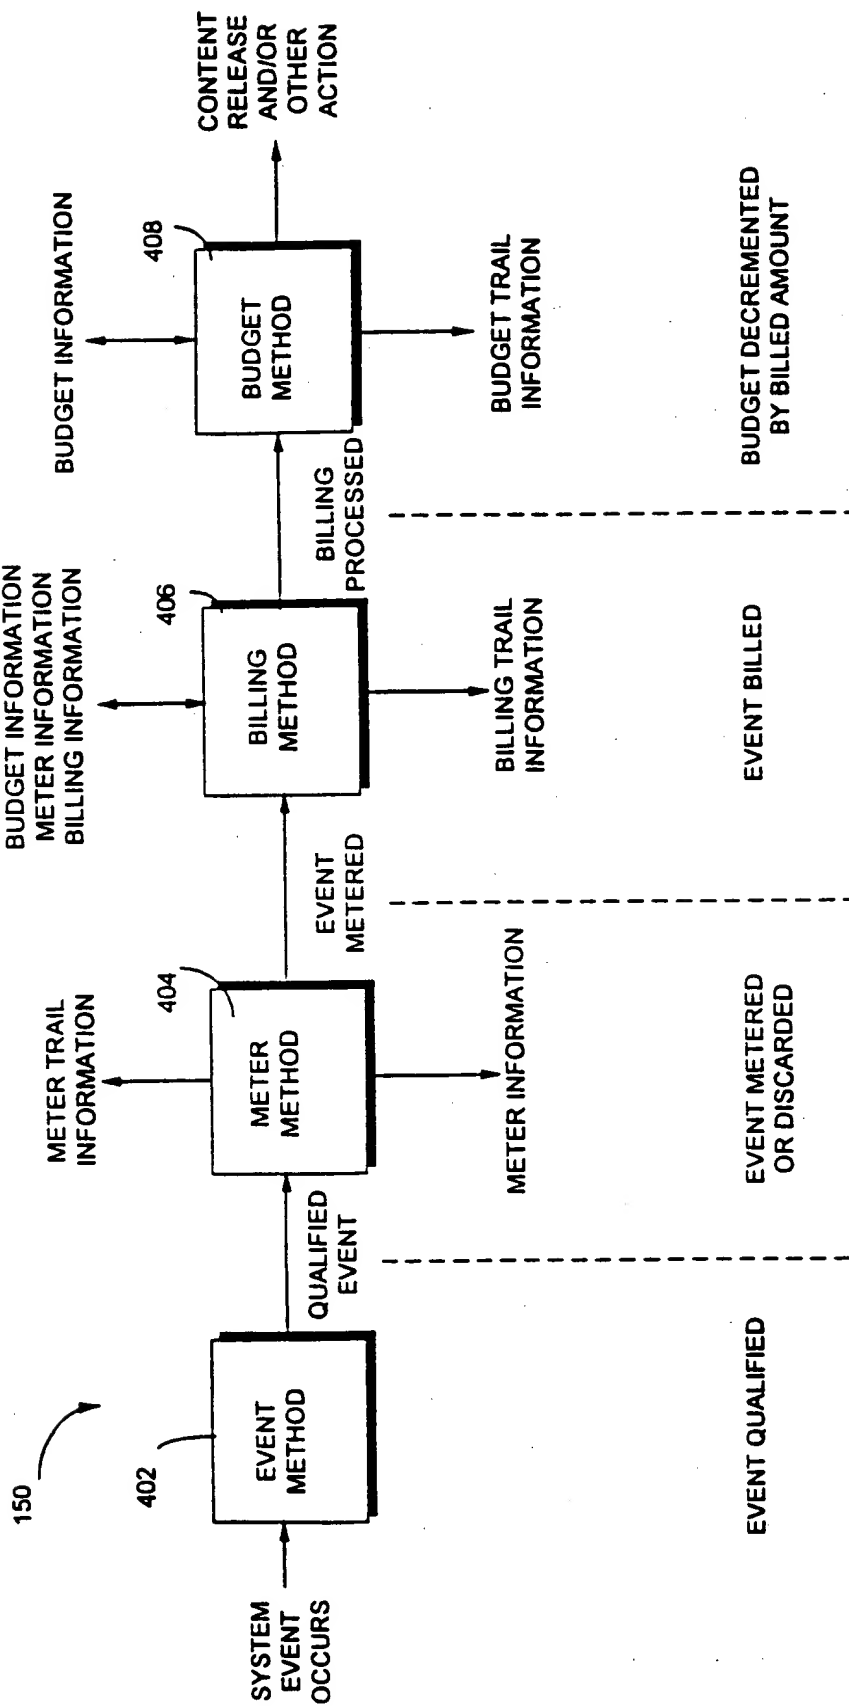 150
SYSTEM
EVENT
OCCURS
402
EVENT
METHOD
QUALIFIED
EVENT
METER TRAIL
INFORMATION
404
METER
METHOD
METER INFORMATION
EVENT
METERED
BUDGET INFORMATION
METER INFORMATION
BILLING INFORMATION
406
BILLING
METHOD
BILLING TRAIL
INFORMATION
BILLING
PROCESSED
BUDGET INFORMATION
408
BUDGET
METHOD
BUDGET TRAIL
INFORMATION
CONTENT
RELEASE
AND/OR
OTHER
ACTION
EVENT QUALIFIED
EVENT METERED
OR DISCARDED
EVENT BILLED
BUDGET DECREMENTED
BY BILLED AMOUNT